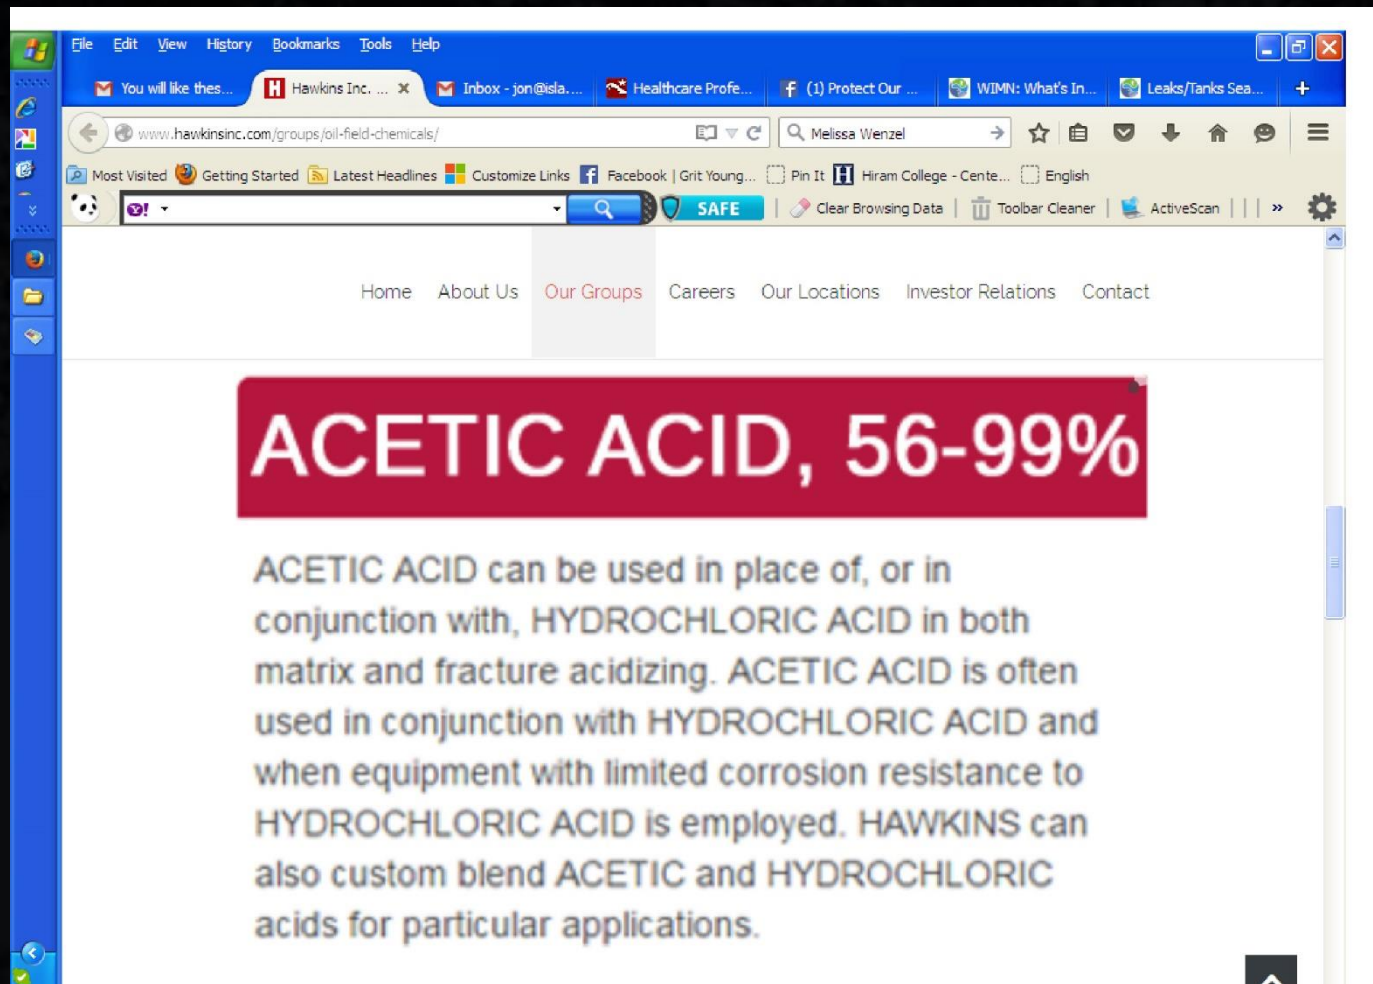 File Edit View History Bookmarks Tools Help
You will like thes... Hawkins Inc. ... Inbox - jon@isla.... Healthcare Profe... (1) Protect Our ... WIMN: What's In... Leaks/Tanks Sea...
www.hawkinsinc.com/groups/oil-field-chemicals/ Melissa Wenzel
Most Visited Getting Started Latest Headlines Customize Links Facebook | Grit Young... Pin It Hiram College - Cente... English
Y! SAFE | Clear Browsing Data | Toolbar Cleaner | ActiveScan | | | »
Home About Us Our Groups Careers Our Locations Investor Relations Contact
ACETIC ACID, 56-99%
ACETIC ACID can be used in place of, or in
conjunction with, HYDROCHLORIC ACID in both
matrix and fracture acidizing. ACETIC ACID is often
used in conjunction with HYDROCHLORIC ACID and
when equipment with limited corrosion resistance to
HYDROCHLORIC ACID is employed. HAWKINS can
also custom blend ACETIC and HYDROCHLORIC
acids for particular applications.